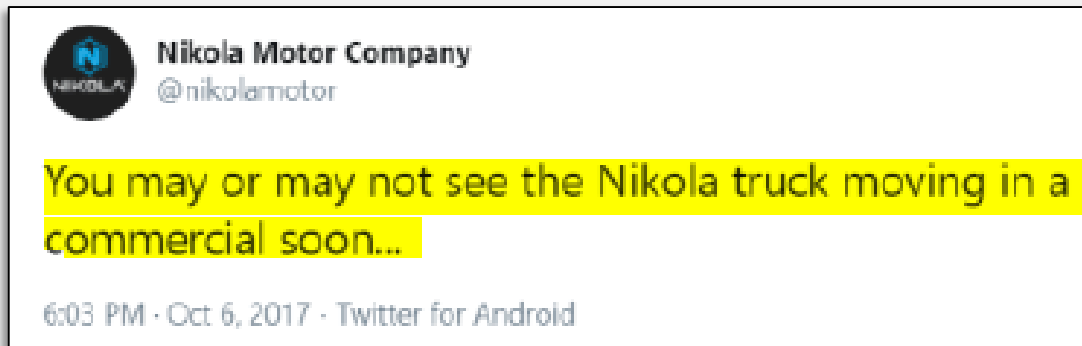 Nikola Motor Company
NIKOLA
@nikolamotor
You may or may not see the Nikola truck moving in a
commercial soon...
6:03 PM · Oct 6, 2017 · Twitter for Android